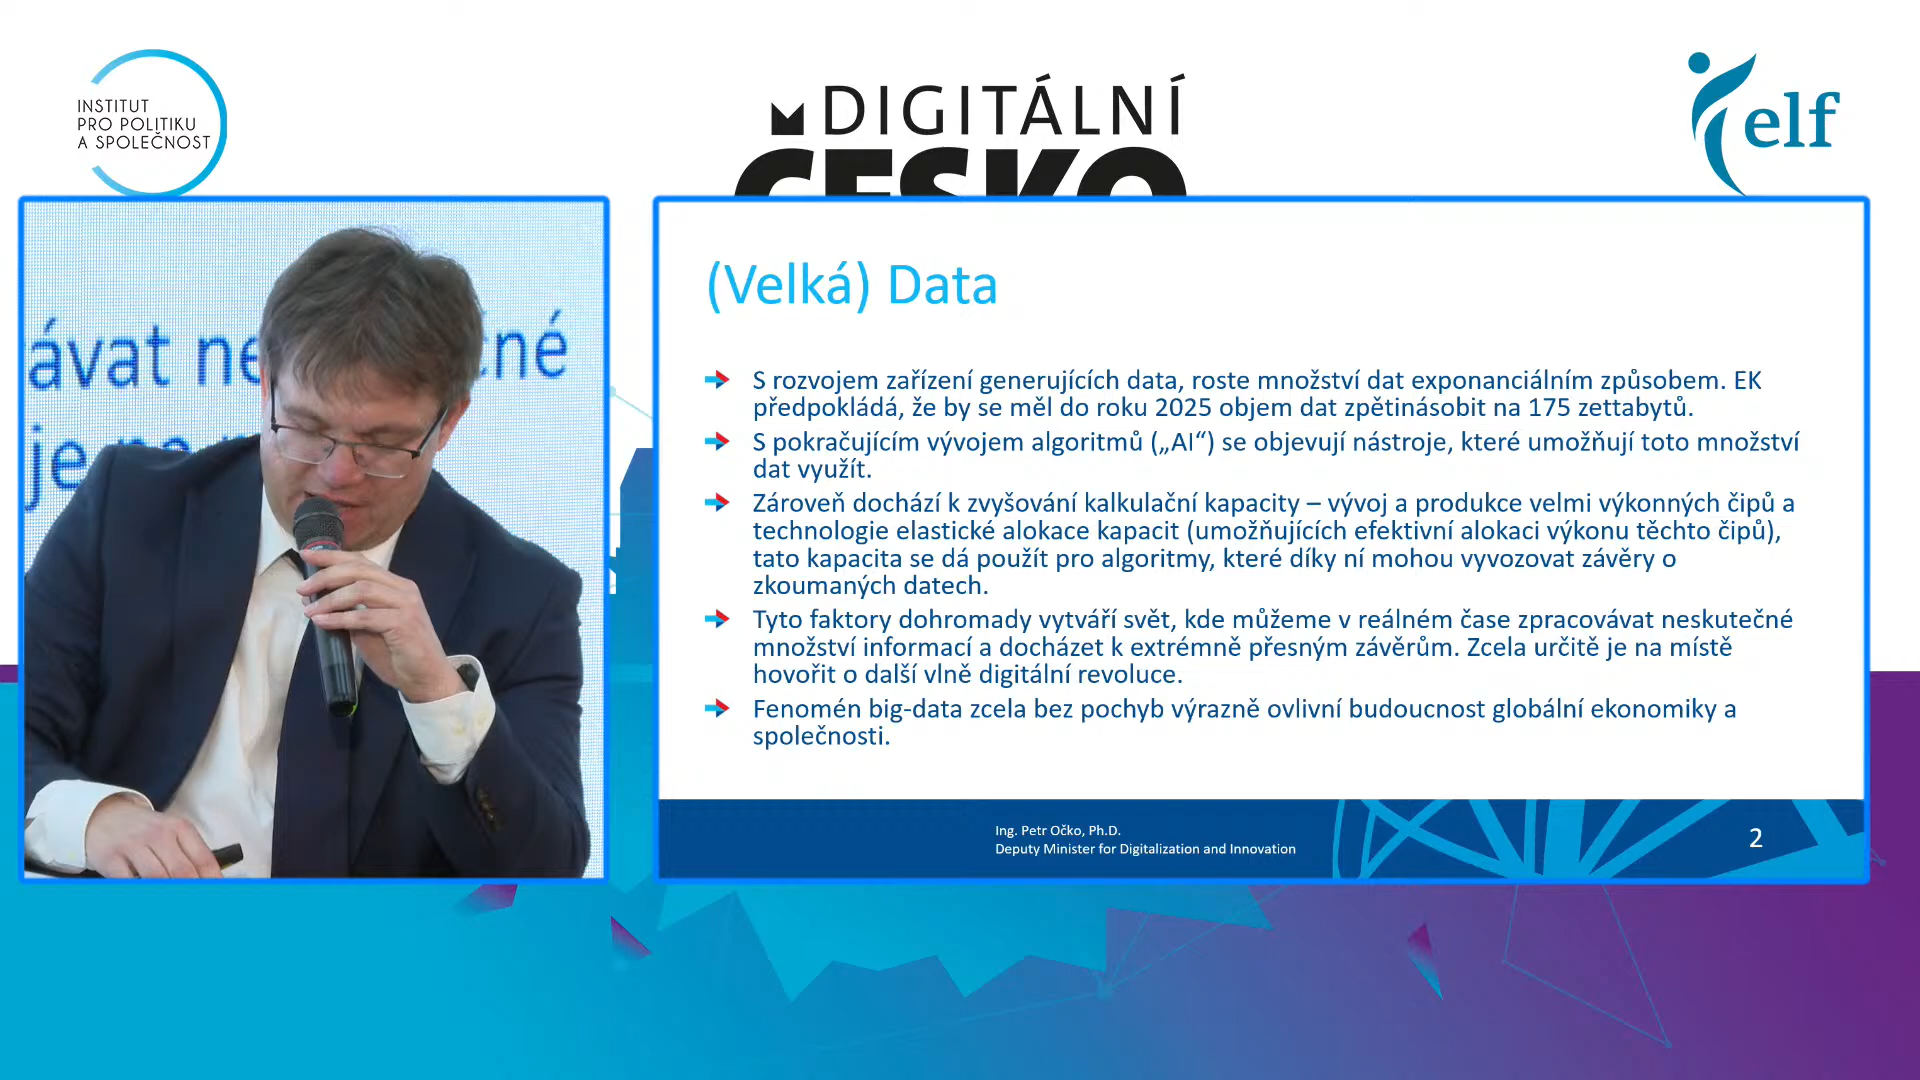 INSTITUT
PRO POLITIKU
A SPOLEČNOST
DIGITÁLNÍ
ČESKO
elf
ávat ne
čné
je na
(Velká) Data
S rozvojem zařízení generujících data, roste množství dat exponanciálním způsobem. EK
předpokládá, že by se měl do roku 2025 objem dat zpětinásobit na 175 zettabytů.
S pokračujícím vývojem algoritmů („AI“) se objevují nástroje, které umožňují toto množství
dat využít.
Zároveň dochází k zvyšování kalkulační kapacity – vývoj a produkce velmi výkonných čipů a
technologie elastické alokace kapacit (umožňujících efektivní alokaci výkonu těchto čipů),
tato kapacita se dá použít pro algoritmy, které díky ní mohou vyvozovat závěry o
zkoumaných datech.
Tyto faktory dohromady vytváří svět, kde můžeme v reálném čase zpracovávat neskutečné
množství informací a docházet k extrémně přesným závěrům. Zcela určitě je na místě
hovořit o další vlně digitální revoluce.
Fenomén big-data zcela bez pochyb výrazně ovlivní budoucnost globální ekonomiky a
společnosti.
Ing. Petr Očko, Ph.D.
Deputy Minister for Digitalization and Innovation
2